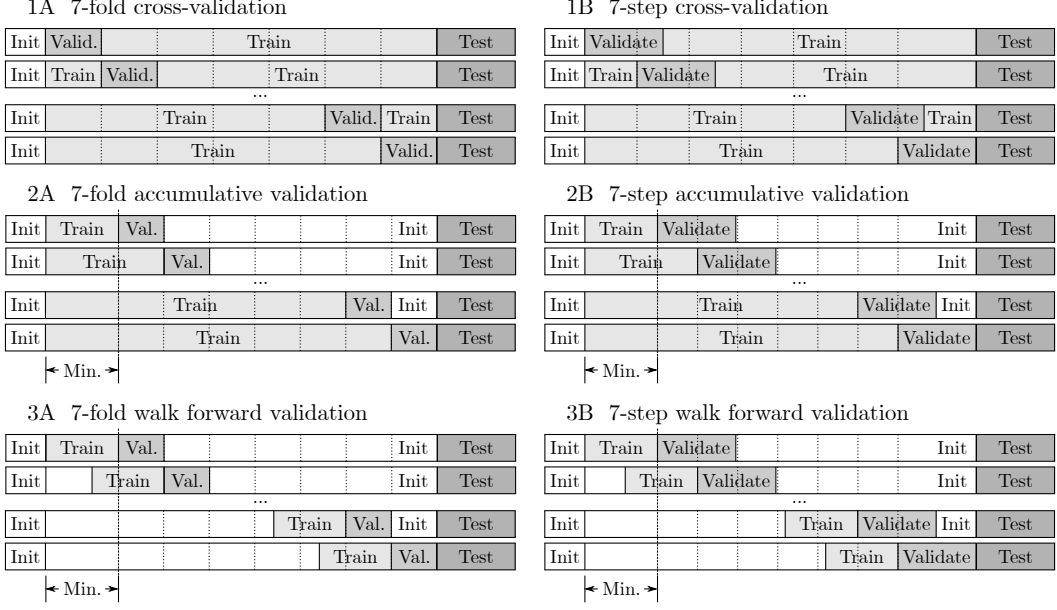 1A 7-fold cross-validation
Init Valid. Train Test
Init Train Valid. Train Test
...
Init Train Valid. Train Test
Init Train Valid. Test
1B 7-step cross-validation
Init Validate Train Test
Init Train Validate Train Test
...
Init Train Validate Train Test
Init Train Validate Test
2A 7-fold accumulative validation
Init Train Val. Init Test
Init Train Val. Init Test
...
Init Train Val. Init Test
Init Train Val. Test
Min.
2B 7-step accumulative validation
Init Train Validate Init Test
Init Train Validate Init Test
...
Init Train Validate Init Test
Init Train Validate Test
Min.
3A 7-fold walk forward validation
Init Train Val. Init Test
Init Train Val. Init Test
...
Init Train Val. Init Test
Init Train Val. Test
Min.
3B 7-step walk forward validation
Init Train Validate Init Test
Init Train Validate Init Test
...
Init Train Validate Init Test
Init Train Validate Test
Min.